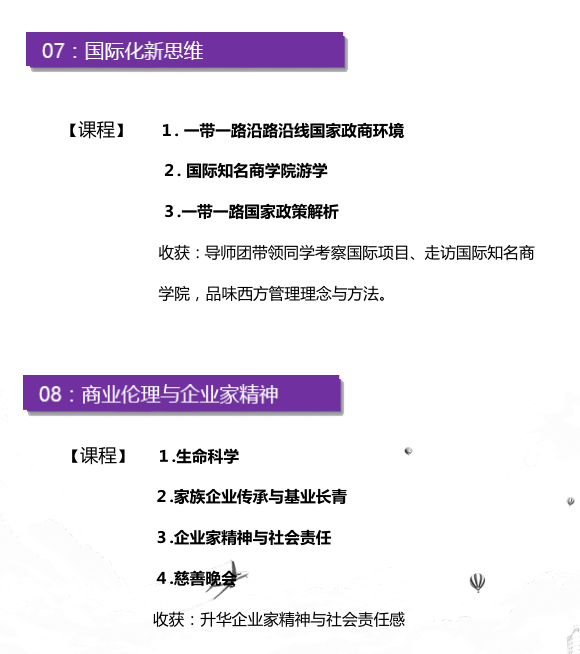 07：国际化新思维
【课程】 1. 一带一路沿路沿线国家政商环境
2. 国际知名商学院游学
3.一带一路国家政策解析
收获：导师团带领同学考察国际项目、走访国际知名商
学院，品味西方管理理念与方法。
08：商业伦理与企业家精神
【课程】 1.生命科学
2.家族企业传承与基业长青
3.企业家精神与社会责任
4.慈善晚会
收获：升华企业家精神与社会责任感